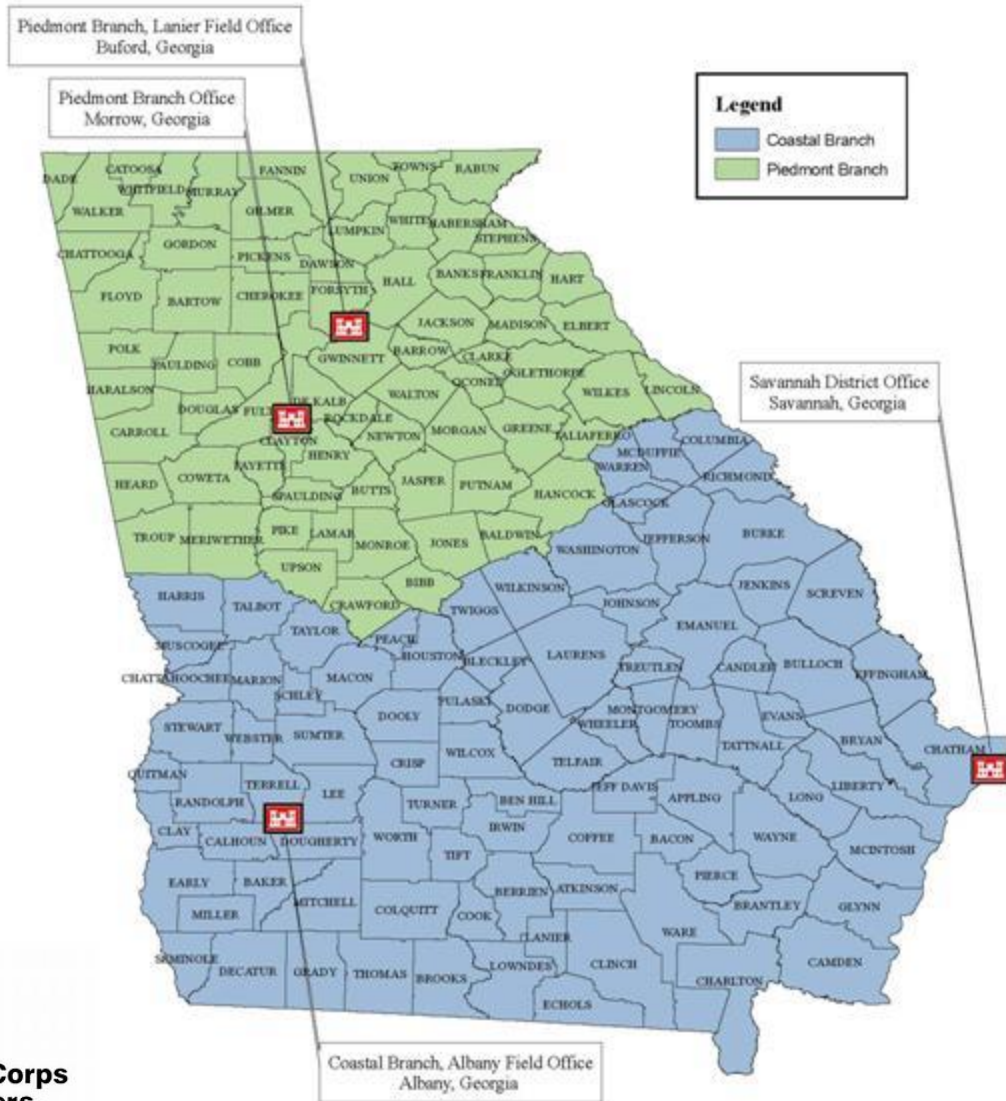 Piedmont Branch, Lanier Field Office
Buford, Georgia
Piedmont Branch Office
Morrow, Georgia
Legend
Coastal Branch
Piedmont Branch
Savannah District Office
Savannah, Georgia
DADE
CATOOSA
WHITFIELD
MURRAY
FANNIN
UNION
TOWNS
RABUN
WALKER
GILMER
LUMPKIN
WHITE
HABERSHAM
STEPHENS
CHATTOOGA
GORDON
PICKENS
DAWSON
HALL
BANKS
FRANKLIN
HART
FLOYD
BARTOW
CHEROKEE
FORSYTH
JACKSON
MADISON
ELBERT
POLK
PAULDING
COBB
GWINNETT
BARROW
CLARKE
OCONEE
OGLETHORPE
HARALSON
DOUGLAS
DE KALB
ROCKDALE
WALTON
WILKES
LINCOLN
CARROLL
CLAYTON
HENRY
NEWTON
MORGAN
GREENE
TALIAFERRO
HEARD
COWETA
FAYETTE
SPAULDING
BUTTS
JASPER
PUTNAM
HANCOCK
WARREN
MCDUFFIE
COLUMBIA
RICHMOND
GLASCOCK
TROUP
MERIWETHER
PIKE
LAMAR
MONROE
JONES
BALDWIN
WASHINGTON
JEFFERSON
BURKE
UPSON
BIBB
CRAWFORD
HARRIS
TALBOT
TAYLOR
PEACH
TWIGGS
WILKINSON
JOHNSON
JENKINS
SCREVEN
EMANUEL
MUSCOGEE
CHATTAHOOCHEE
MARION
SCHLEY
MACON
HOUSTON
BLECKLEY
LAURENS
TREUTLEN
CANDLER
BULLOCH
EFFINGHAM
STEWART
WEBSTER
SUMTER
DOOLY
PULASKI
DODGE
WHEELER
MONTGOMERY
TOOMBS
EVANS
TATTNALL
BRYAN
CHATHAM
QUITMAN
RANDOLPH
TERRELL
LEE
CRISP
WILCOX
TELFAIR
JEFF DAVIS
APPLING
LONG
LIBERTY
CLAY
CALHOUN
DOUGHERTY
WORTH
TURNER
BEN HILL
IRWIN
TIFT
COFFEE
BACON
WAYNE
MCINTOSH
EARLY
BAKER
MITCHELL
MILLER
COLQUITT
COOK
BERRIEN
ATKINSON
PIERCE
BRANTLEY
GLYNN
SEMINOLE
DECATUR
GRADY
THOMAS
BROOKS
LOWNDES
LANIER
CLINCH
WARE
ECHOLS
CHARLTON
CAMDEN
Coastal Branch, Albany Field Office
Albany, Georgia
Corps